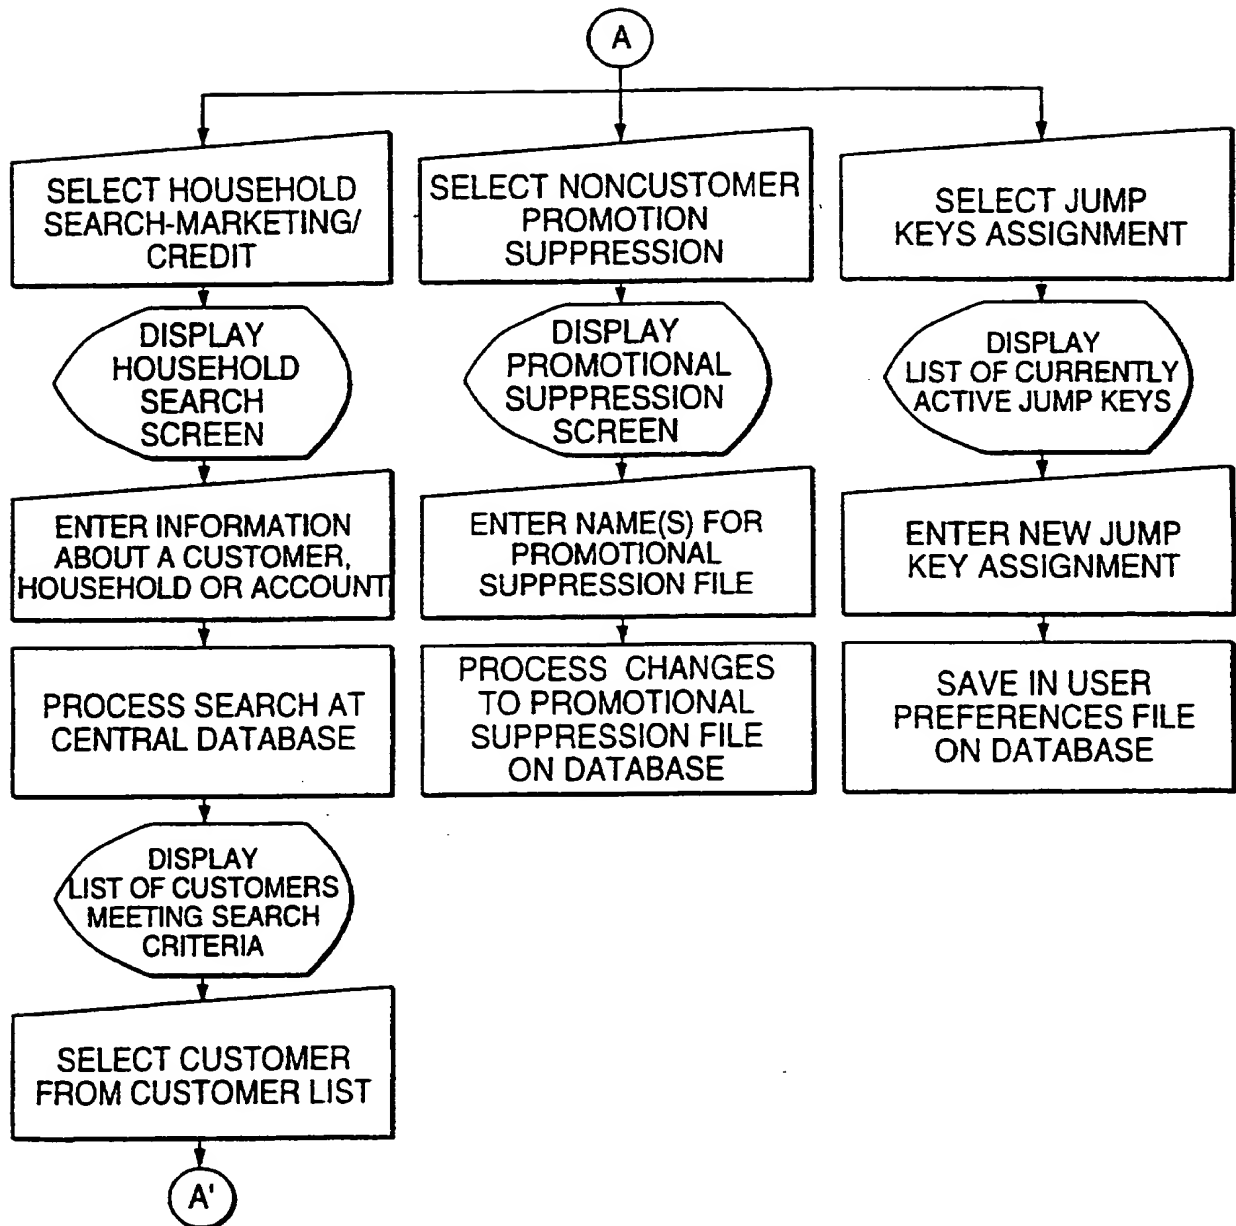 A
SELECT HOUSEHOLD
SEARCH-MARKETING/
CREDIT
DISPLAY
HOUSEHOLD
SEARCH
SCREEN
ENTER INFORMATION
ABOUT A CUSTOMER,
HOUSEHOLD OR ACCOUNT
PROCESS SEARCH AT
CENTRAL DATABASE
DISPLAY
LIST OF CUSTOMERS
MEETING SEARCH
CRITERIA
SELECT CUSTOMER
FROM CUSTOMER LIST
A'
SELECT NONCUSTOMER
PROMOTION
SUPPRESSION
DISPLAY
PROMOTIONAL
SUPPRESSION
SCREEN
ENTER NAME(S) FOR
PROMOTIONAL
SUPPRESSION FILE
PROCESS CHANGES
TO PROMOTIONAL
SUPPRESSION FILE
ON DATABASE
SELECT JUMP
KEYS ASSIGNMENT
DISPLAY
LIST OF CURRENTLY
ACTIVE JUMP KEYS
ENTER NEW JUMP
KEY ASSIGNMENT
SAVE IN USER
PREFERENCES FILE
ON DATABASE